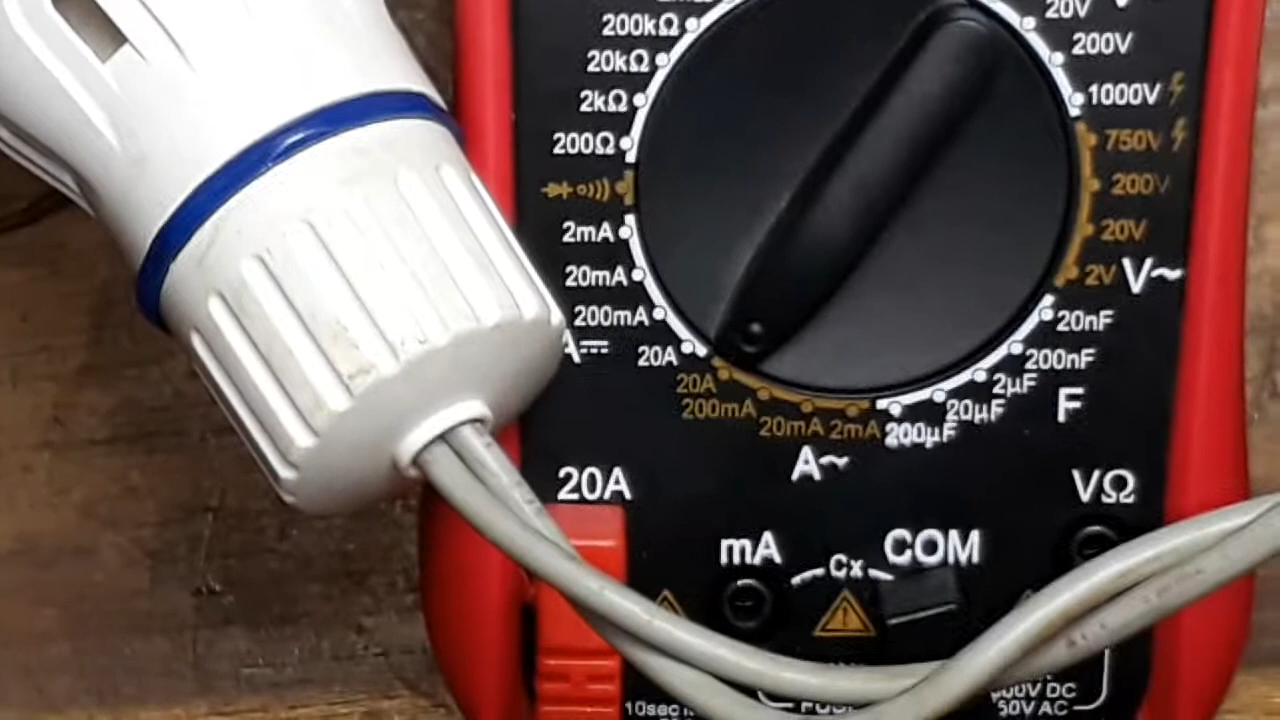 20V
200kΩ
200V
20kΩ
2kΩ
1000V
200Ω
750V
200V
2mA
20V
20mA
2V
V~
200mA
20nF
20A
200nF
20A
2µF
200mA
20µF
F
20mA
2mA
200µF
A~
20A
VΩ
mA
COM
Cx
10sec